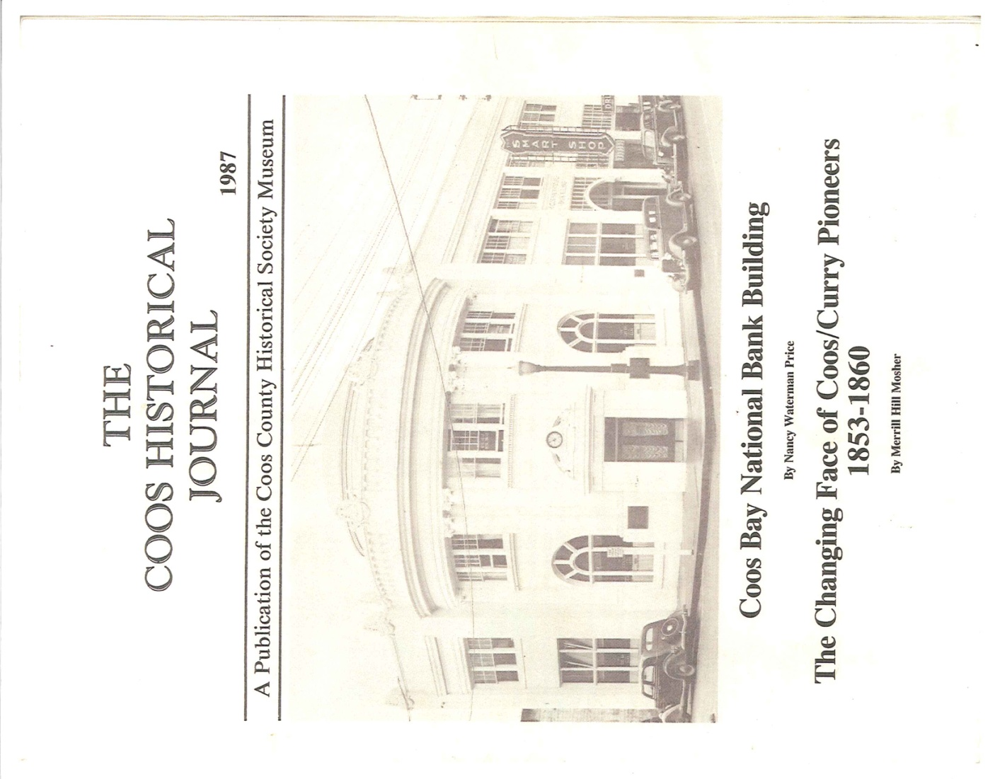 THE
COOS HISTORICAL
JOURNAL
1987
A Publication of the Coos County Historical Society Museum
SMART SHOP
DR
Coos Bay National Bank Building
By Nancy Waterman Price
The Changing Face of Coos/Curry Pioneers
1853-1860
By Merrill Hill Mosher